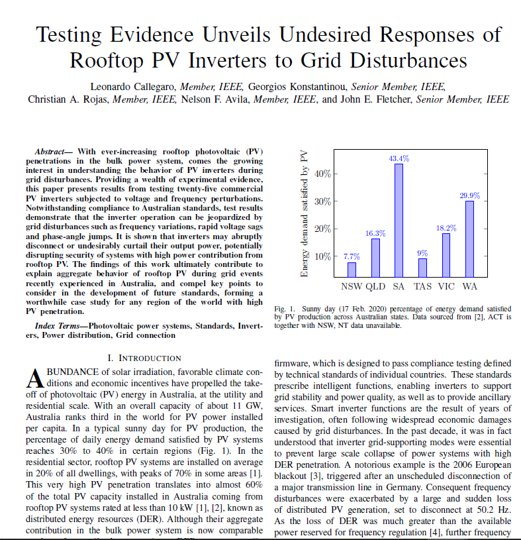 Testing Evidence Unveils Undesired Responses of
Rooftop PV Inverters to Grid Disturbances
Leonardo Callegaro, Member, IEEE, Georgios Konstantinou, Senior Member, IEEE,
Christian A. Rojas, Member, IEEE, Nelson F. Avila, Member, IEEE, and John E. Fletcher, Senior Member, IEEE
Abstract— With ever-increasing rooftop photovoltaic (PV)
penetrations in the bulk power system, comes the growing
interest in understanding the behavior of PV inverters during
grid disturbances. Providing a wealth of experimental evidence,
this paper presents results from testing twenty-five commercial
PV inverters subjected to voltage and frequency perturbations.
Notwithstanding compliance to Australian standards, test results
demonstrate that the inverter operation can be jeopardized by
grid disturbances such as frequency variations, rapid voltage sags
and phase-angle jumps. It is shown that inverters may abruptly
disconnect or undesirably curtail their output power, potentially
disrupting security of systems with high power contribution from
rooftop PV. The findings of this work ultimately contribute to
explain aggregate behavior of rooftop PV during grid events
recently experienced in Australia, and compel key points to
consider in the development of future standards, forming a
worthwhile case study for any region of the world with high
PV penetration.
Index Terms—Photovoltaic power systems, Standards, Invert-
ers, Power distribution, Grid connection
I. INTRODUCTION
ABUNDANCE of solar irradiation, favorable climate con-
ditions and economic incentives have propelled the take-
off of photovoltaic (PV) energy in Australia, at the utility and
residential scale. With an overall capacity of about 11 GW,
Australia ranks third in the world for PV power installed
per capita. In a typical sunny day for PV production, the
percentage of daily energy demand satisfied by PV systems
reaches 30% to 40% in certain regions (Fig. 1). In the
residential sector, rooftop PV systems are installed on average
in 20% of all dwellings, with peaks of 70% in some areas [1].
This very high PV penetration translates into almost 60%
of the total PV capacity installed in Australia coming from
rooftop PV systems rated at less than 10 kW [1], [2], known as
distributed energy resources (DER). Although their aggregate
contribution in the bulk power system is now comparable
Energy demand satisfied by PV
40%
30%
20%
10%
7.7%
16.3%
43.4%
9%
18.2%
29.9%
NSW QLD SA TAS VIC WA
Fig. 1. Sunny day (17 Feb. 2020) percentage of energy demand satisfied
by PV production across Australian states. Data sourced from [2], ACT is
together with NSW, NT data unavailable.
firmware, which is designed to pass compliance testing defined
by technical standards of individual countries. These standards
prescribe intelligent functions, enabling inverters to support
grid stability and power quality, as well as to provide ancillary
services. Smart inverter functions are the result of years of
investigation, often following widespread economic damages
caused by grid disturbances. In the past decade, it was in fact
understood that inverter grid-supporting modes were essential
to prevent large scale collapse of power systems with high
DER penetration. A notorious example is the 2006 European
blackout [3], triggered after an unscheduled disconnection of
a major transmission line in Germany. Consequent frequency
disturbances were exacerbated by a large and sudden loss
of distributed PV generation, set to disconnect at 50.2 Hz.
As the loss of DER was much greater than the available
power reserved for frequency regulation [4], further frequency